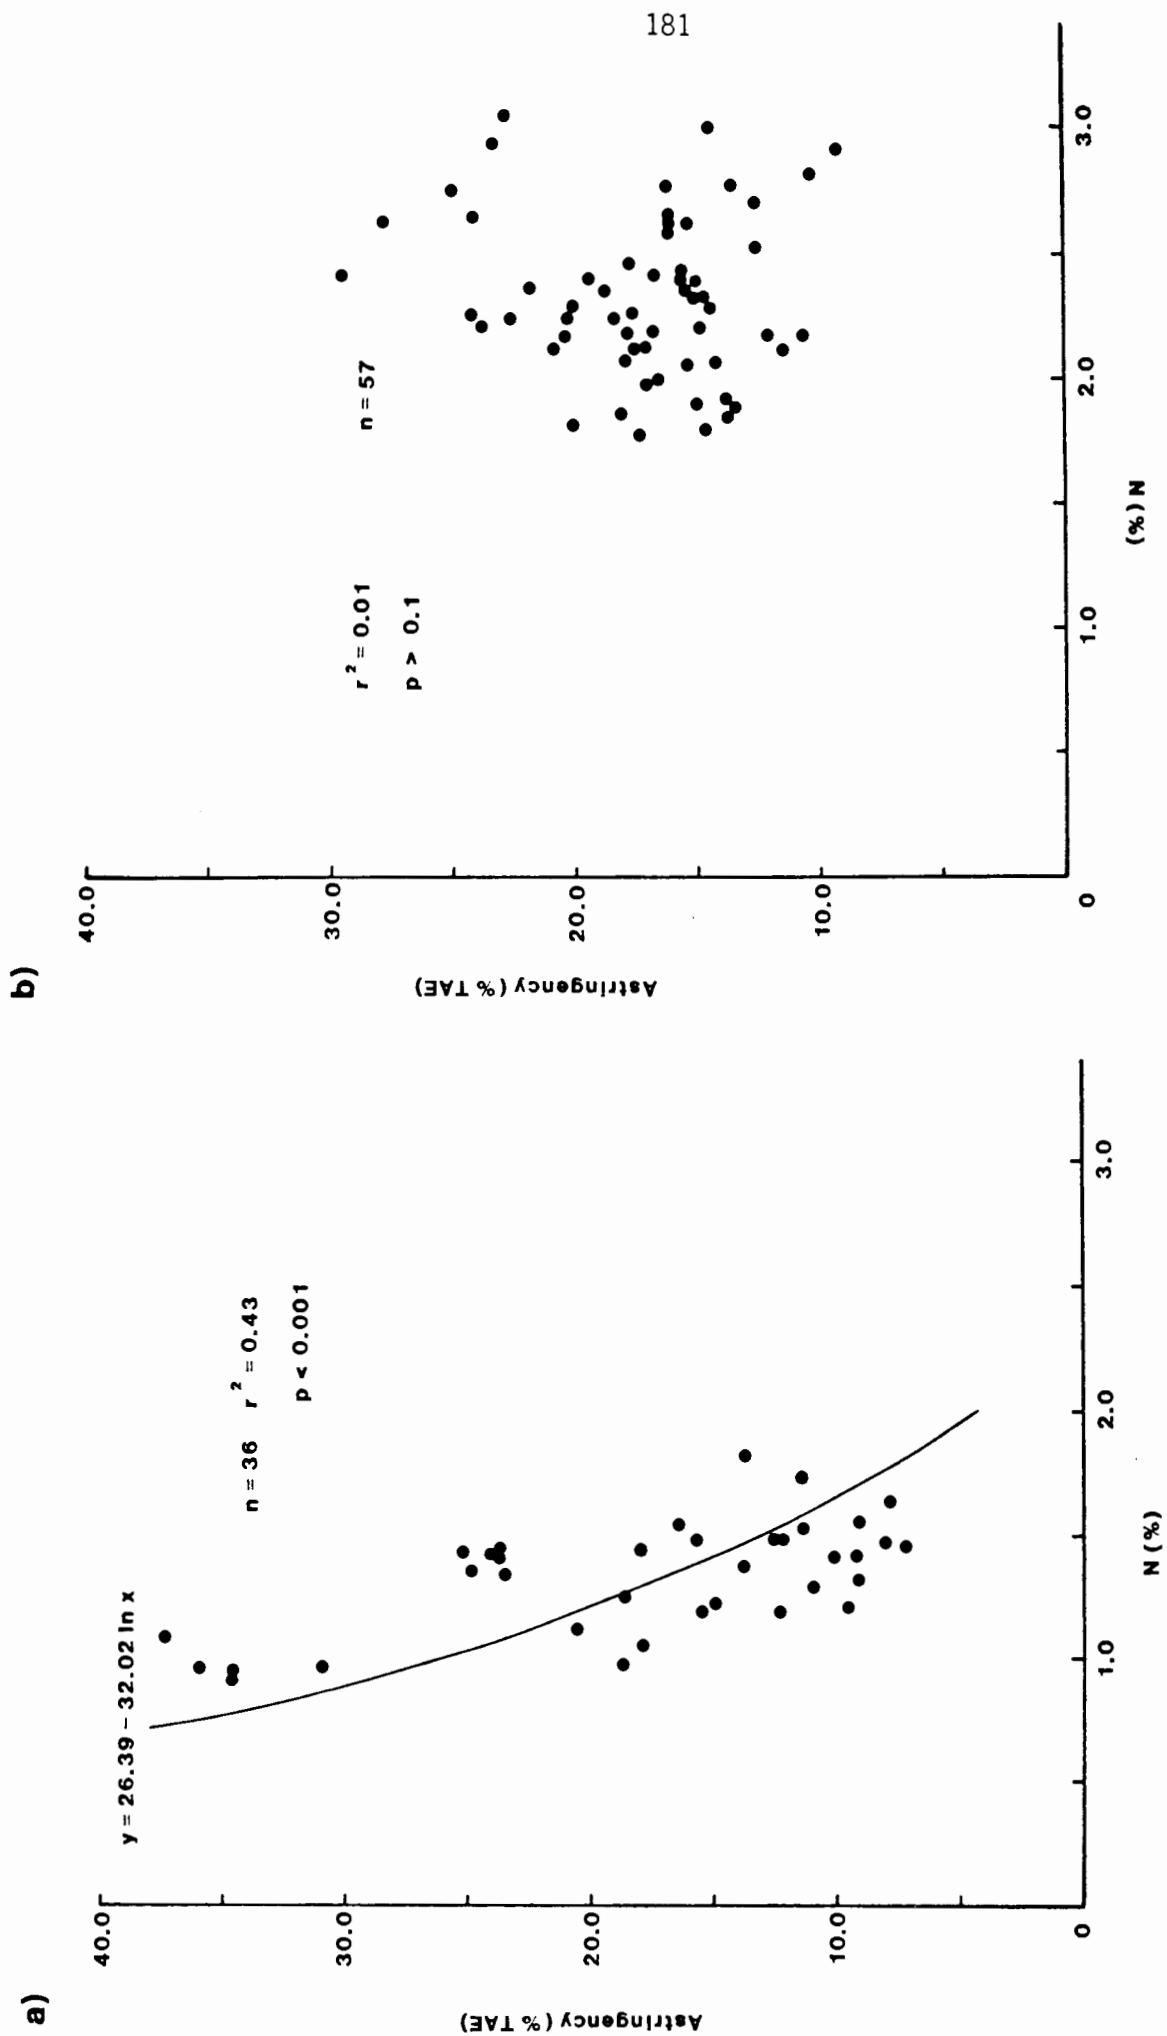 181
a)
y = 26.39 – 32.02 ln x
n = 36 r² = 0.43
p < 0.001
40.0
30.0
20.0
10.0
0
1.0
2.0
3.0
Astringency (% TAE)
N (%)
b)
r² = 0.01
p > 0.1
n = 57
40.0
30.0
20.0
10.0
0
1.0
2.0
3.0
Astringency (% TAE)
N (%)